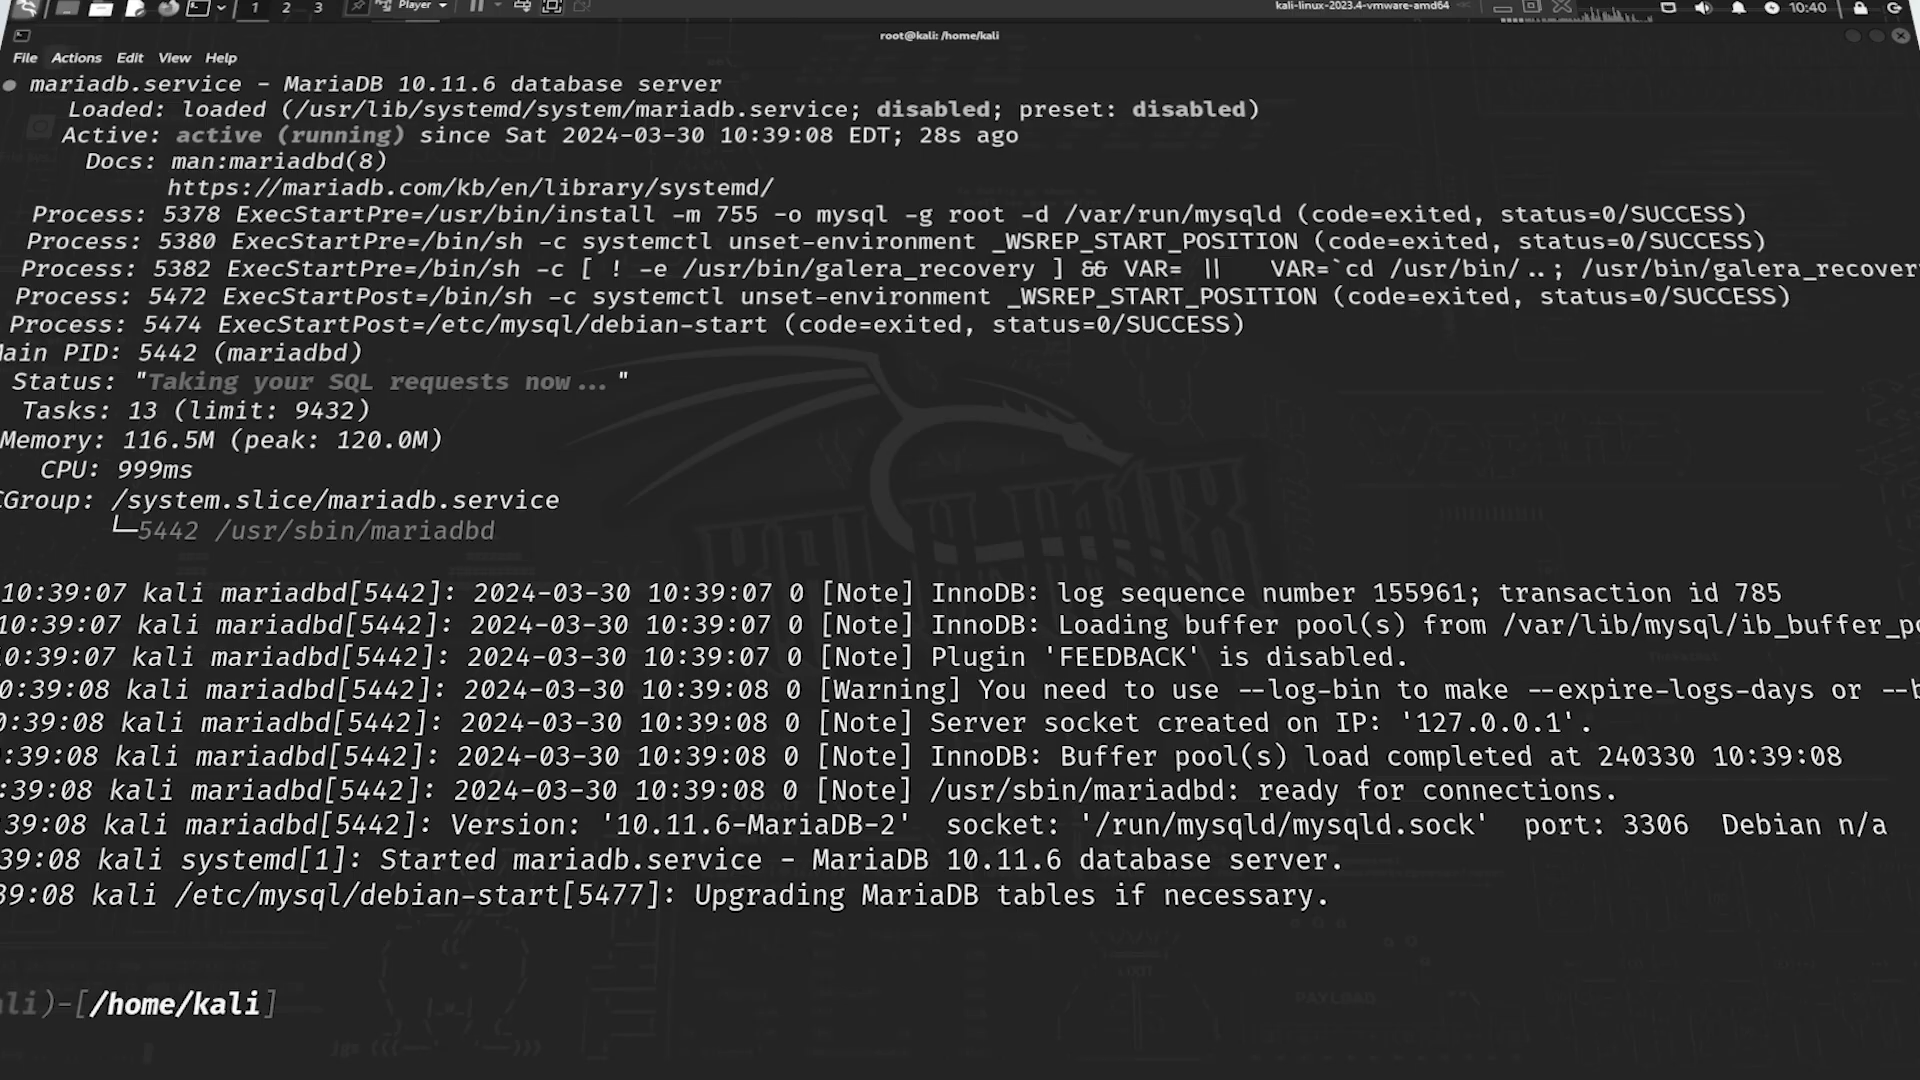 1 2 3 Player kali-linux-2023.4-vmware-amd64 10:40
root@kali: /home/kali
File Actions Edit View Help
mariadb.service - MariaDB 10.11.6 database server
Loaded: loaded (/usr/lib/systemd/system/mariadb.service; disabled; preset: disabled)
Active: active (running) since Sat 2024-03-30 10:39:08 EDT; 28s ago
Docs: man:mariadbd(8)
https://mariadb.com/kb/en/library/systemd/
Process: 5378 ExecStartPre=/usr/bin/install -m 755 -o mysql -g root -d /var/run/mysqld (code=exited, status=0/SUCCESS)
Process: 5380 ExecStartPre=/bin/sh -c systemctl unset-environment _WSREP_START_POSITION (code=exited, status=0/SUCCESS)
Process: 5382 ExecStartPre=/bin/sh -c [ ! -e /usr/bin/galera_recovery ] && VAR= || VAR=`cd /usr/bin/..; /usr/bin/galera_recover
Process: 5472 ExecStartPost=/bin/sh -c systemctl unset-environment _WSREP_START_POSITION (code=exited, status=0/SUCCESS)
Process: 5474 ExecStartPost=/etc/mysql/debian-start (code=exited, status=0/SUCCESS)
ain PID: 5442 (mariadbd)
Status: "Taking your SQL requests now..."
Tasks: 13 (limit: 9432)
Memory: 116.5M (peak: 120.0M)
CPU: 999ms
CGroup: /system.slice/mariadb.service
└─5442 /usr/sbin/mariadbd
10:39:07 kali mariadbd[5442]: 2024-03-30 10:39:07 0 [Note] InnoDB: log sequence number 155961; transaction id 785
10:39:07 kali mariadbd[5442]: 2024-03-30 10:39:07 0 [Note] InnoDB: Loading buffer pool(s) from /var/lib/mysql/ib_buffer_po
10:39:07 kali mariadbd[5442]: 2024-03-30 10:39:07 0 [Note] Plugin 'FEEDBACK' is disabled.
0:39:08 kali mariadbd[5442]: 2024-03-30 10:39:08 0 [Warning] You need to use --log-bin to make --expire-logs-days or --b
0:39:08 kali mariadbd[5442]: 2024-03-30 10:39:08 0 [Note] Server socket created on IP: '127.0.0.1'.
:39:08 kali mariadbd[5442]: 2024-03-30 10:39:08 0 [Note] InnoDB: Buffer pool(s) load completed at 240330 10:39:08
:39:08 kali mariadbd[5442]: 2024-03-30 10:39:08 0 [Note] /usr/sbin/mariadbd: ready for connections.
39:08 kali mariadbd[5442]: Version: '10.11.6-MariaDB-2' socket: '/run/mysqld/mysqld.sock' port: 3306 Debian n/a
39:08 kali systemd[1]: Started mariadb.service - MariaDB 10.11.6 database server.
39:08 kali /etc/mysql/debian-start[5477]: Upgrading MariaDB tables if necessary.
KALI LINUX
PAYLOAD
ali)-[/home/kali]